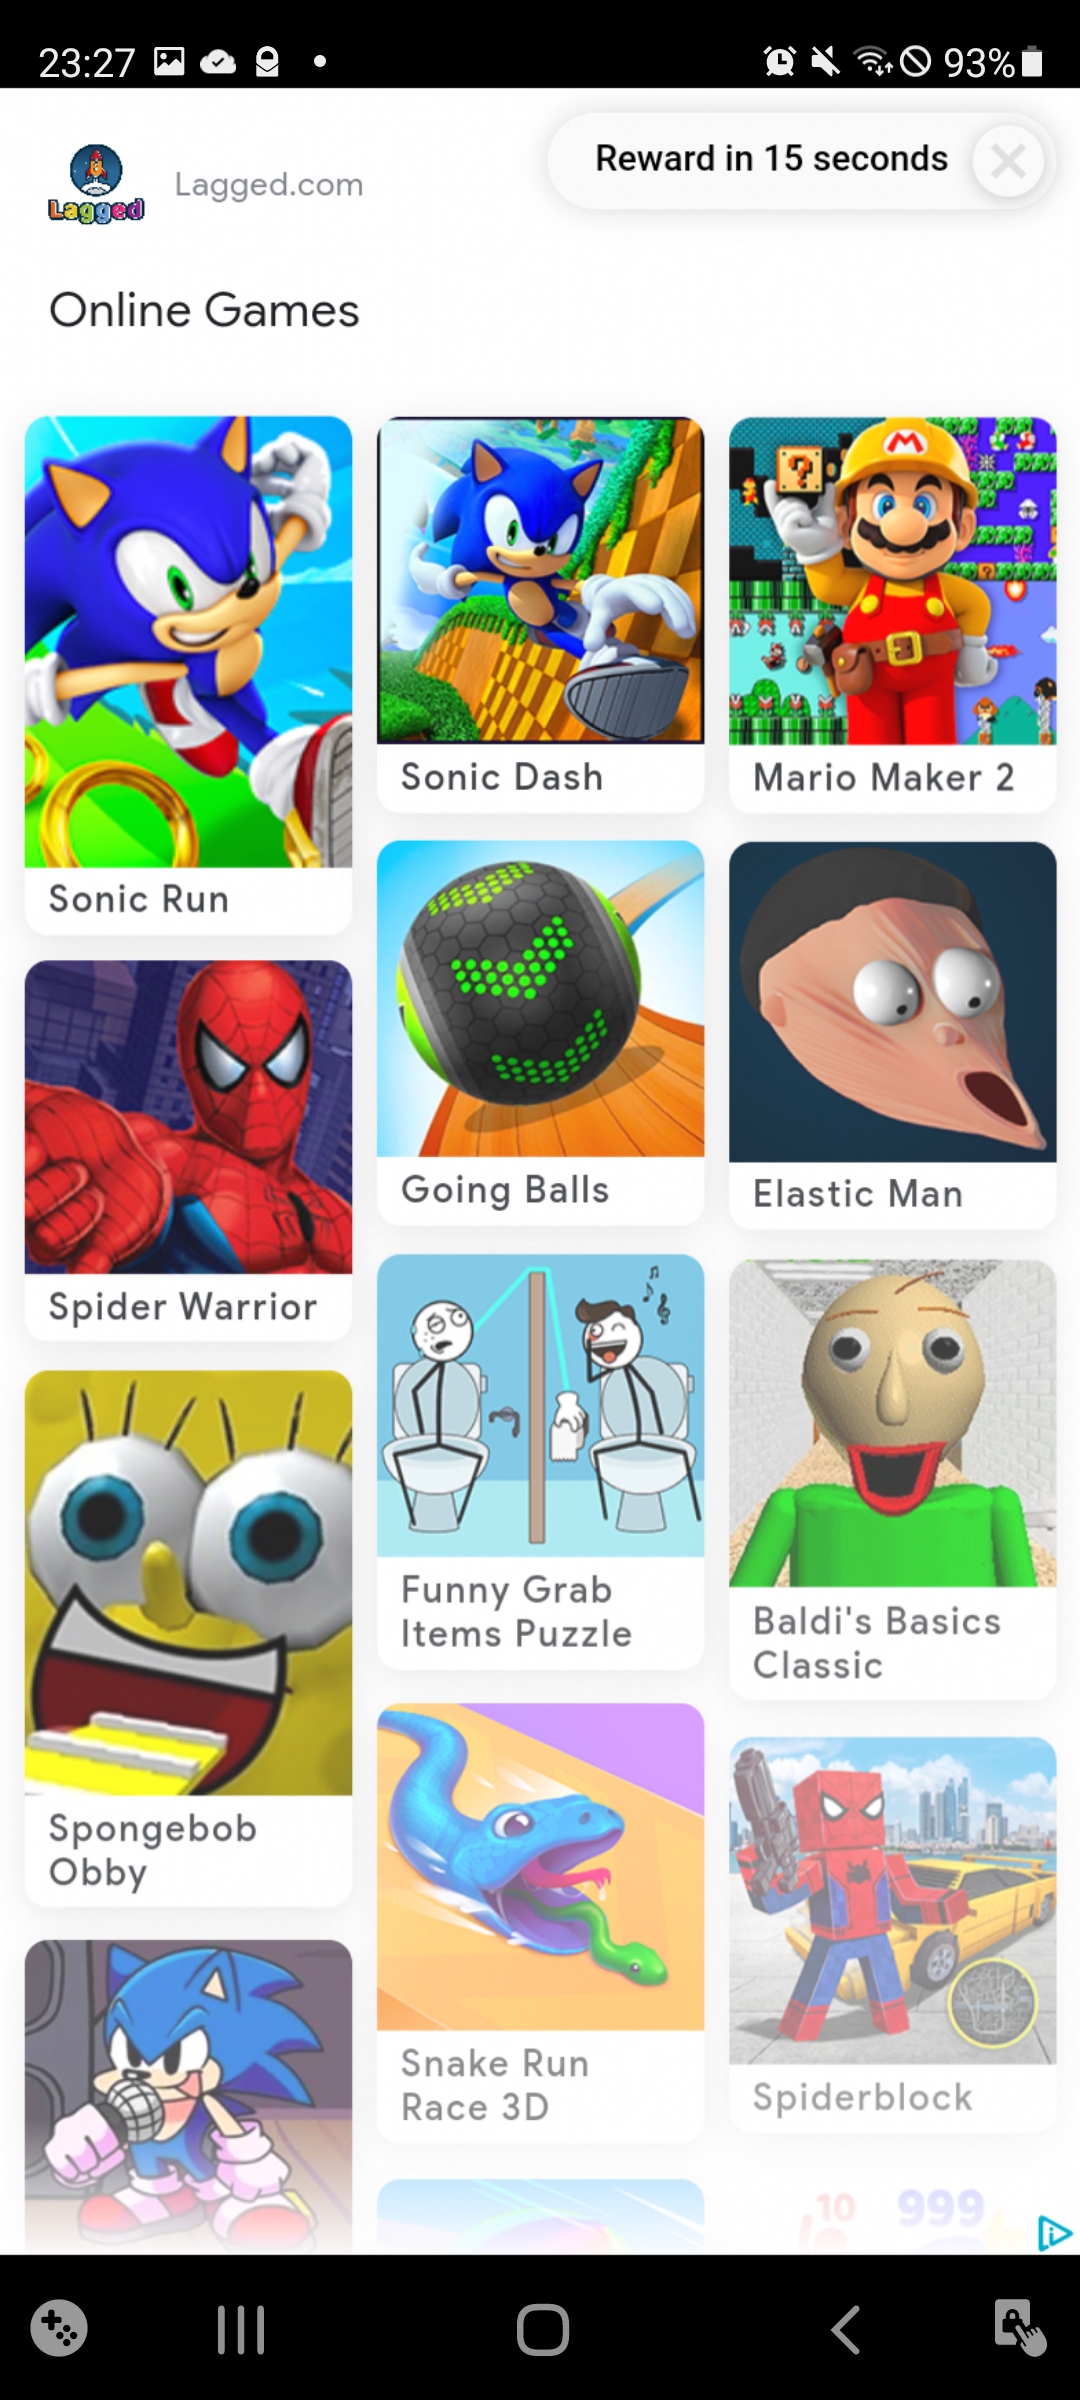 23:27
93%
Lagged
Lagged.com
Reward in 15 seconds
Online Games
Sonic Run
Sonic Dash
Mario Maker 2
Spider Warrior
Going Balls
Elastic Man
Spongebob
Obby
Funny Grab
Items Puzzle
Baldi's Basics
Classic
Snake Run
Race 3D
Spiderblock
10
999